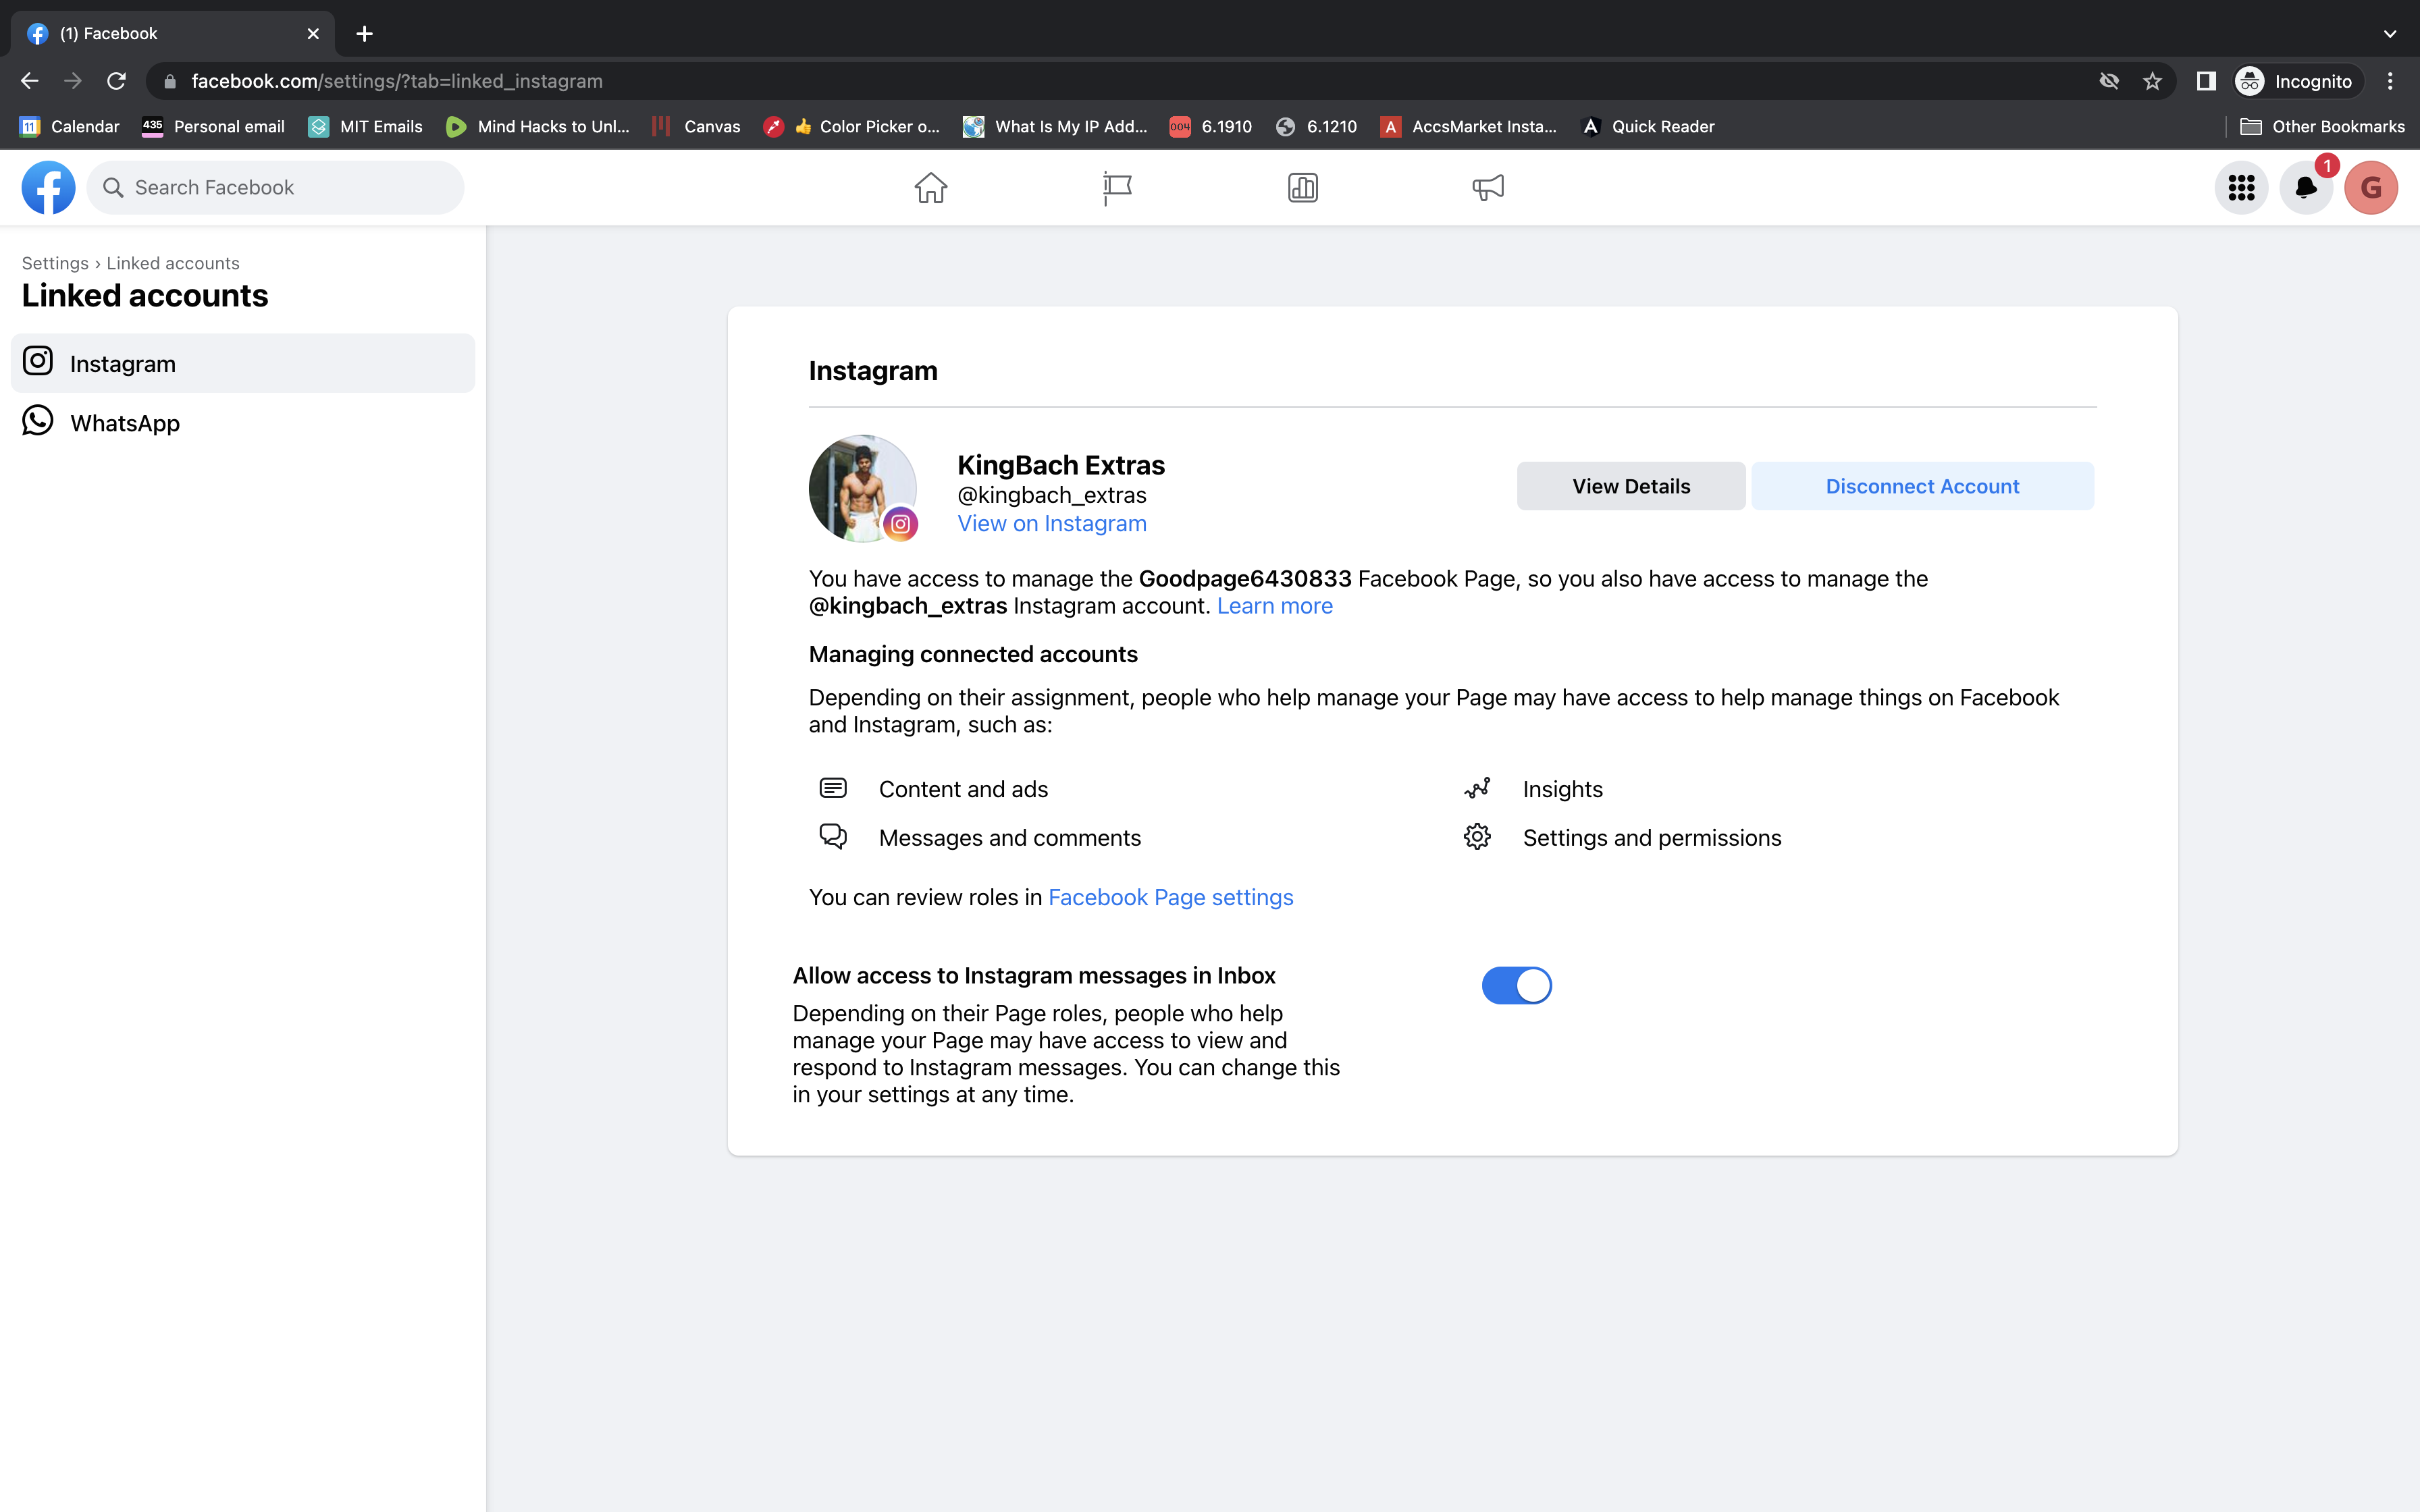 (1) Facebook
facebook.com/settings/?tab=linked_instagram
Incognito
11 Calendar
435 Personal email
MIT Emails
Mind Hacks to Unl...
Canvas
👍 Color Picker o...
What Is My IP Add...
004 6.1910
6.1210
A AccsMarket Insta...
Quick Reader
Other Bookmarks
Search Facebook
1
G
Settings › Linked accounts
Linked accounts
Instagram
WhatsApp
Instagram
KingBach Extras
@kingbach_extras
View on Instagram
View Details
Disconnect Account
You have access to manage the Goodpage6430833 Facebook Page, so you also have access to manage the
@kingbach_extras Instagram account. Learn more
Managing connected accounts
Depending on their assignment, people who help manage your Page may have access to help manage things on Facebook
and Instagram, such as:
Content and ads
Insights
Messages and comments
Settings and permissions
You can review roles in Facebook Page settings
Allow access to Instagram messages in Inbox
Depending on their Page roles, people who help
manage your Page may have access to view and
respond to Instagram messages. You can change this
in your settings at any time.